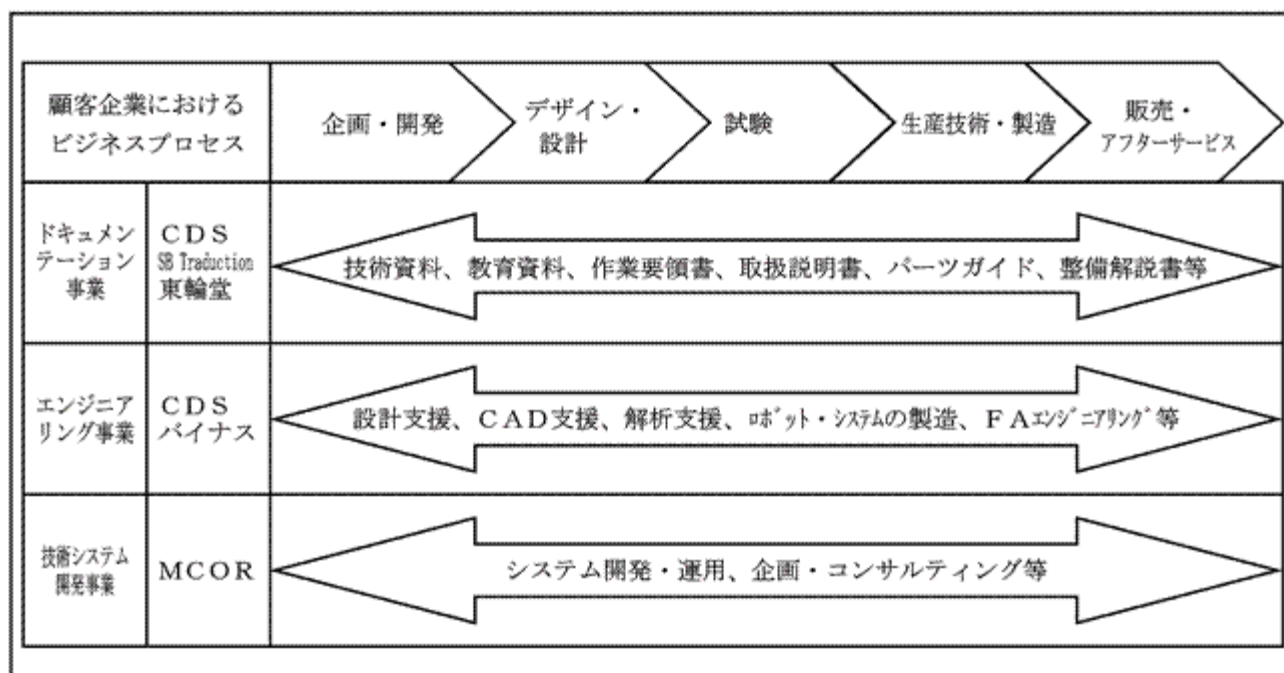 顧客企業における
ビジネスプロセス
企画・開発
デザイン・
設計
試験
生産技術・製造
販売・
アフターサービス
ドキュメン
テーション
事業
CDS
SB Traduction
東輪堂
技術資料、教育資料、作業要領書、取扱説明書、パーツガイド、整備解説書等
エンジニア
リング事業
CDS
バイナス
設計支援、CAD支援、解析支援、ロボット・システムの製造、FAエンジニアリング等
技術システム
開発事業
MCOR
システム開発・運用、企画・コンサルティング等